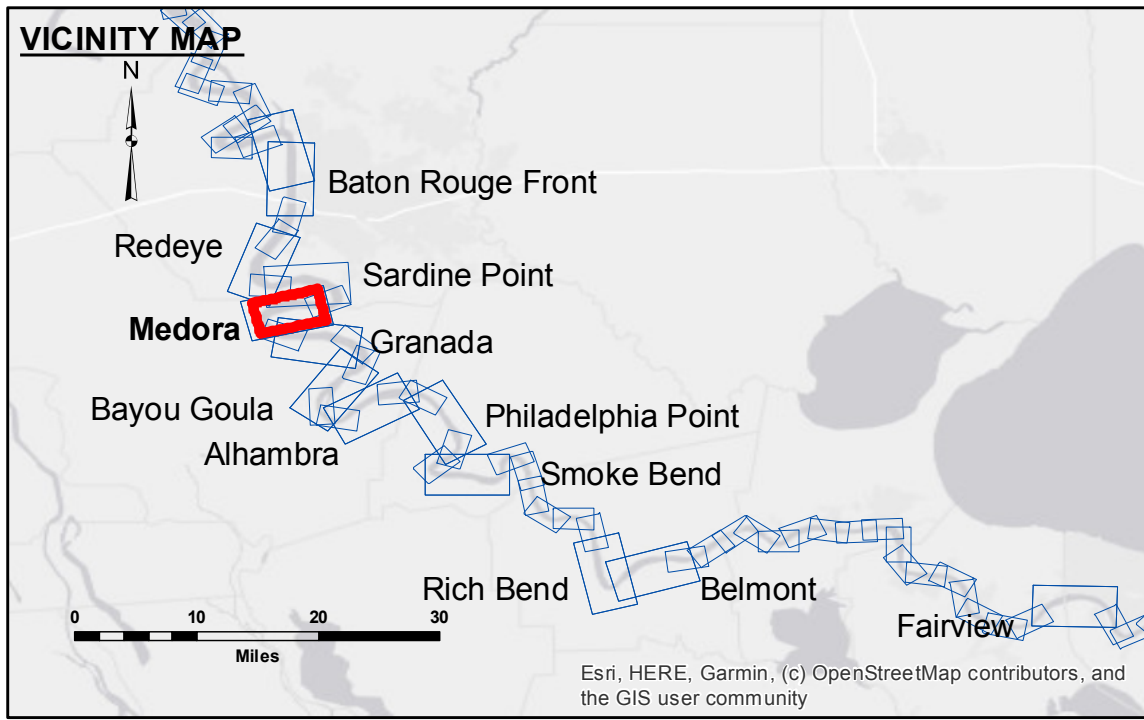 VICINITY MAP
N
Baton Rouge Front
Redeye
Sardine Point
Medora
Granada
Bayou Goula
Philadelphia Point
Alhambra
Smoke Bend
Rich Bend
Belmont
Fairview
0 10 20 30
Miles
Esri, HERE, Garmin, (c) OpenStreetMap contributors, and
the GIS user community